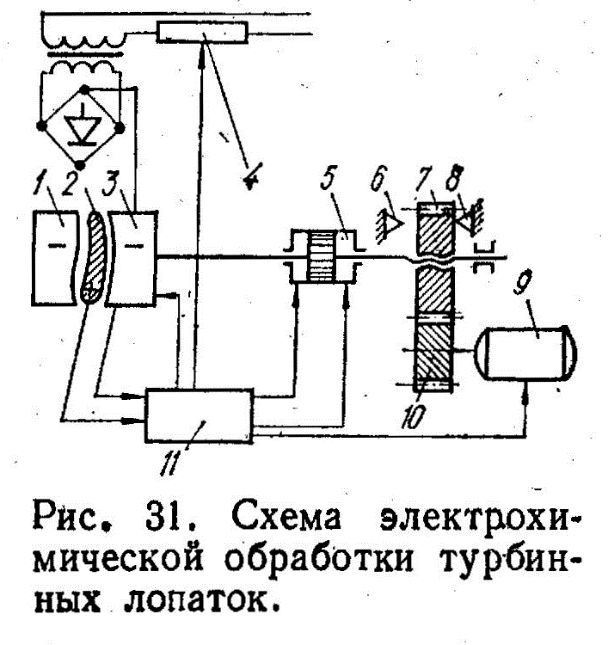 1 2 3 4 5 6 7 8
9
10
11
Рис. 31. Схема электрохи-
мической обработки турбин-
ных лопаток.